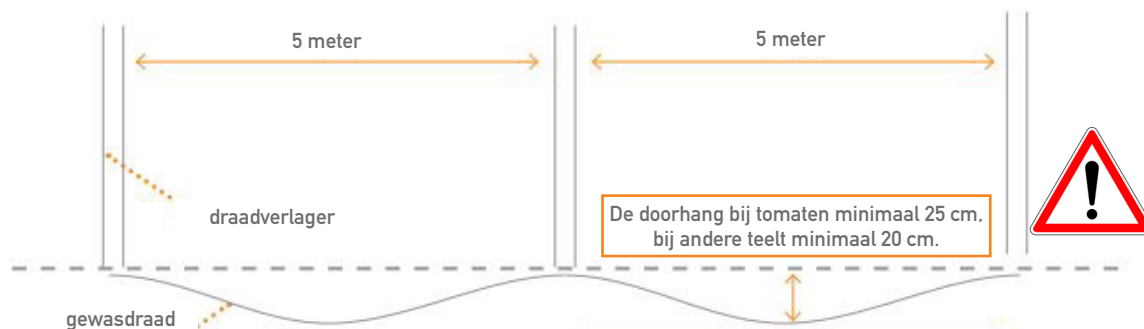 5 meter
5 meter
draadverlager
De doorhang bij tomaten minimaal 25 cm,
bij andere teelt minimaal 20 cm.
gewasdraad